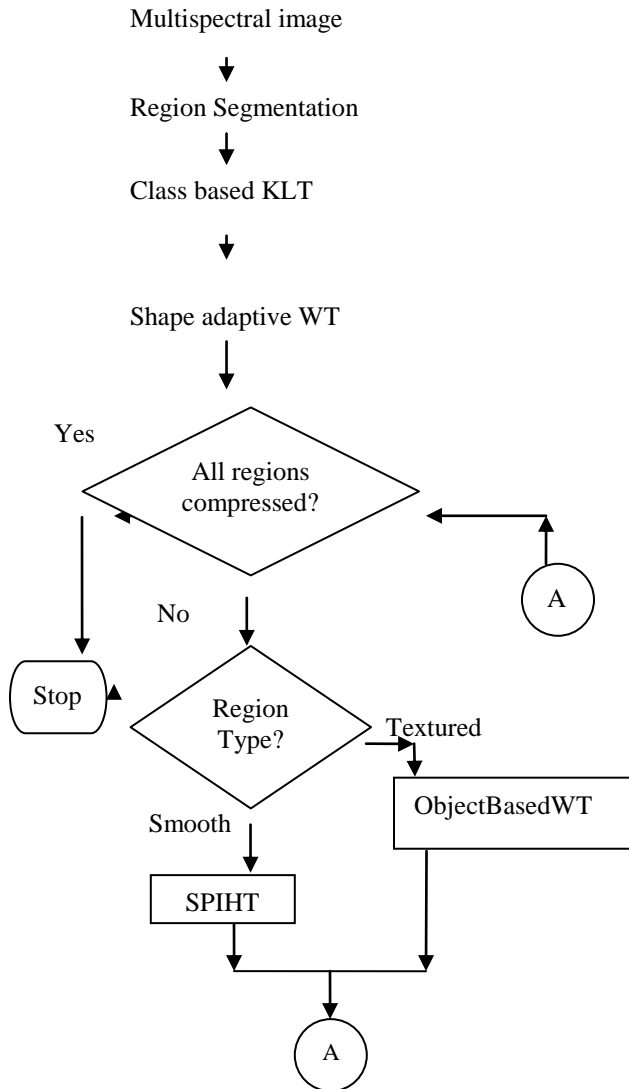 Multispectral image
Region Segmentation
Class based KLT
Shape adaptive WT
Yes
All regions
compressed?
A
No
Stop
Region
Type?
Textured
ObjectBasedWT
Smooth
SPIHT
A